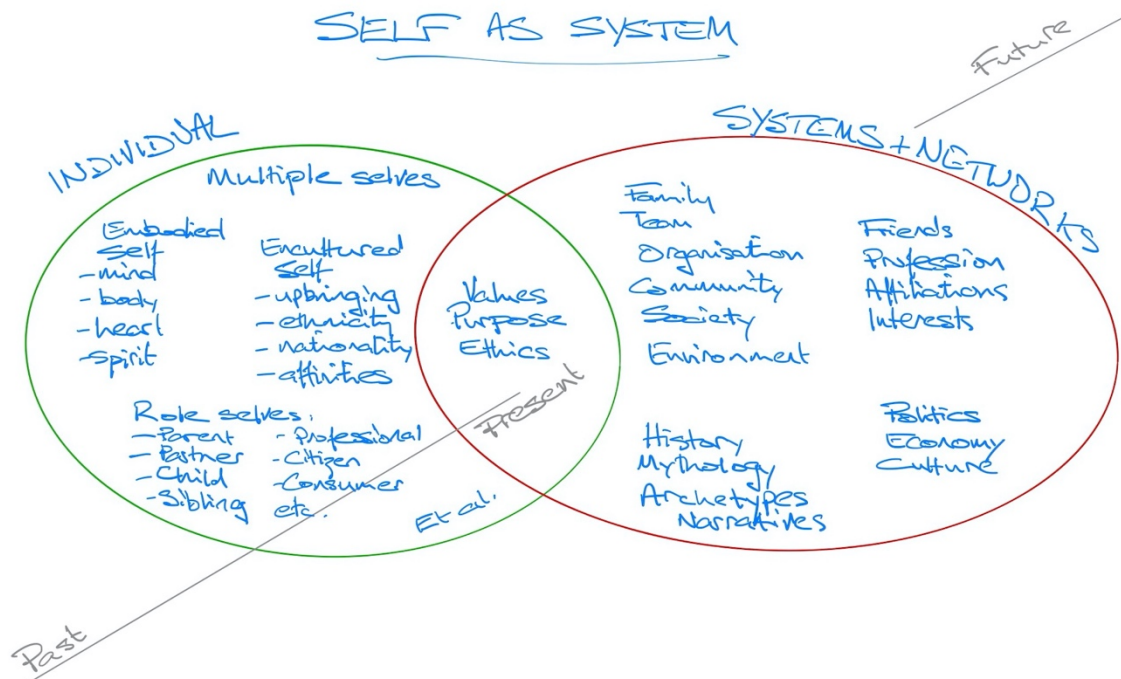 SELF AS SYSTEM
Future
INDIVIDUAL
SYSTEMS + NETWORKS
Multiple selves
Embodied
Self
- mind
- body
- heart
- spirit
Encultured
Self
- upbringing
- ethnicity
- nationality
- affinities
Role selves:
- Parent
- Partner
- Child
- Sibling
- Professional
- Citizen
- Consumer
etc.
Et al.
Values
Purpose
Ethics
Present
Family
Team
Organisation
Community
Society
Environment
Friends
Profession
Affiliations
Interests
History
Mythology
Archetypes
Narratives
Politics
Economy
Culture
Past